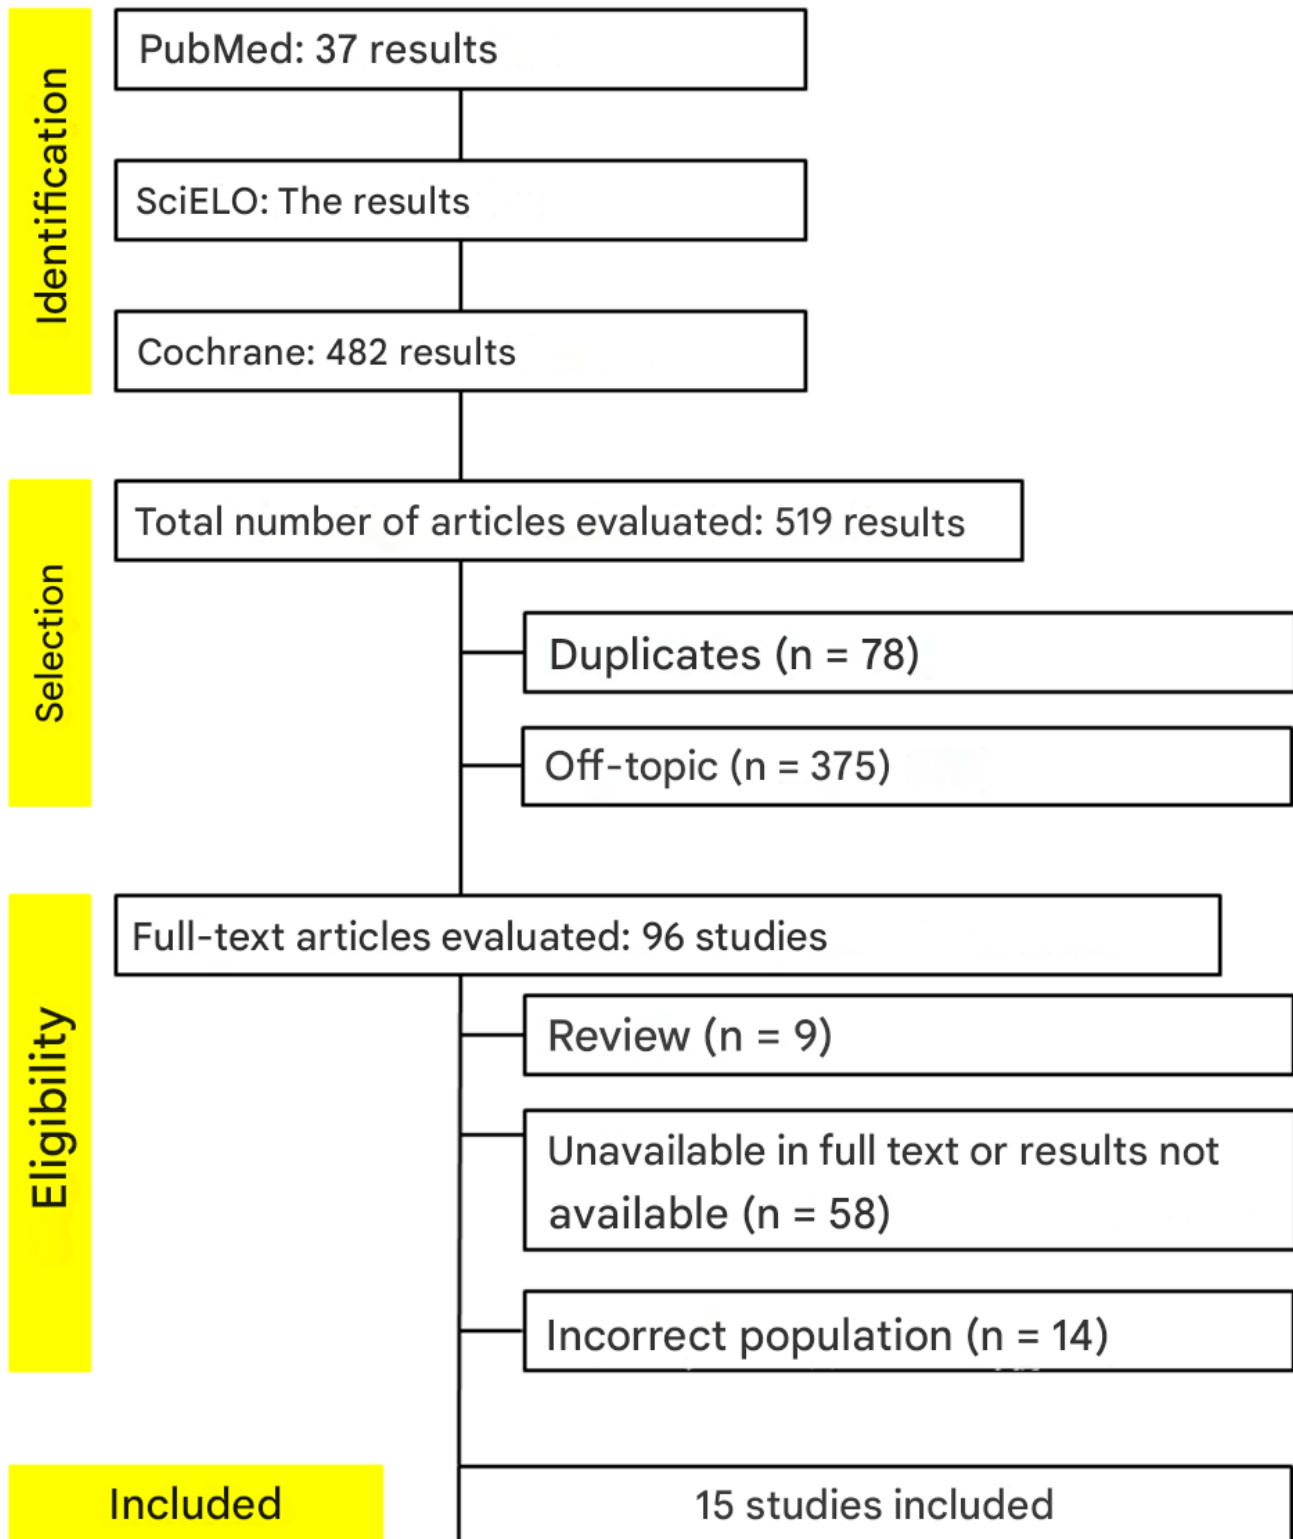 Identification
PubMed: 37 results
SciELO: The results
Cochrane: 482 results
Selection
Total number of articles evaluated: 519 results
Duplicates (n = 78)
Off-topic (n = 375)
Eligibility
Full-text articles evaluated: 96 studies
Review (n = 9)
Unavailable in full text or results not
available (n = 58)
Incorrect population (n = 14)
Included
15 studies included